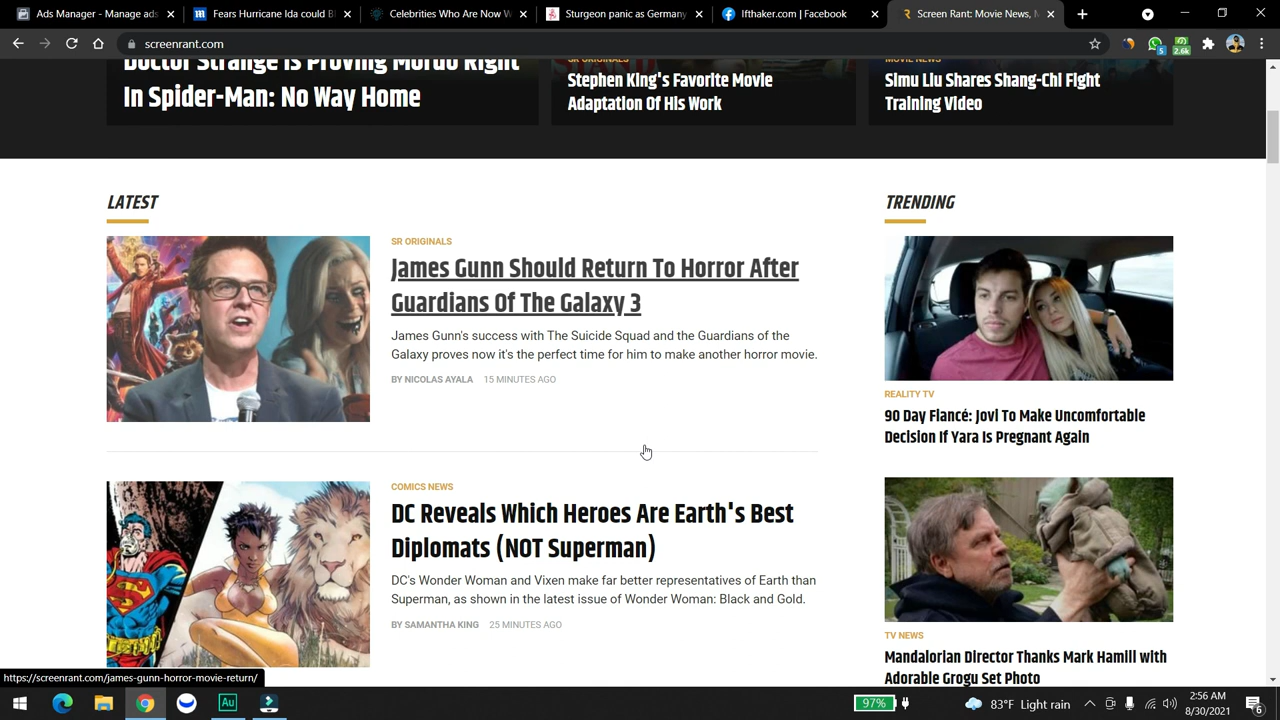 Ads Manager - Manage ads
Fears Hurricane Ida could B
Celebrities Who Are Now W
Sturgeon panic as Germany
Ifthaker.com | Facebook
Screen Rant: Movie News, M
screenrant.com
5
2.6k
Doctor Strange Is Proving Mordo Right
In Spider-Man: No Way Home
SR ORIGINALS
Stephen King's Favorite Movie
Adaptation Of His Work
MOVIE NEWS
Simu Liu Shares Shang-Chi Fight
Training Video
LATEST
SR ORIGINALS
James Gunn Should Return To Horror After
Guardians Of The Galaxy 3
James Gunn's success with The Suicide Squad and the Guardians of the
Galaxy proves now it's the perfect time for him to make another horror movie.
BY NICOLAS AYALA 15 MINUTES AGO
COMICS NEWS
DC Reveals Which Heroes Are Earth's Best
Diplomats (NOT Superman)
DC's Wonder Woman and Vixen make far better representatives of Earth than
Superman, as shown in the latest issue of Wonder Woman: Black and Gold.
BY SAMANTHA KING 25 MINUTES AGO
TRENDING
REALITY TV
90 Day Fiancé: Jovi To Make Uncomfortable
Decision If Yara Is Pregnant Again
TV NEWS
Mandalorian Director Thanks Mark Hamill with
Adorable Grogu Set Photo
https://screenrant.com/james-gunn-horror-movie-return/
Au
97%
83°F Light rain
2:56 AM
8/30/2021
6